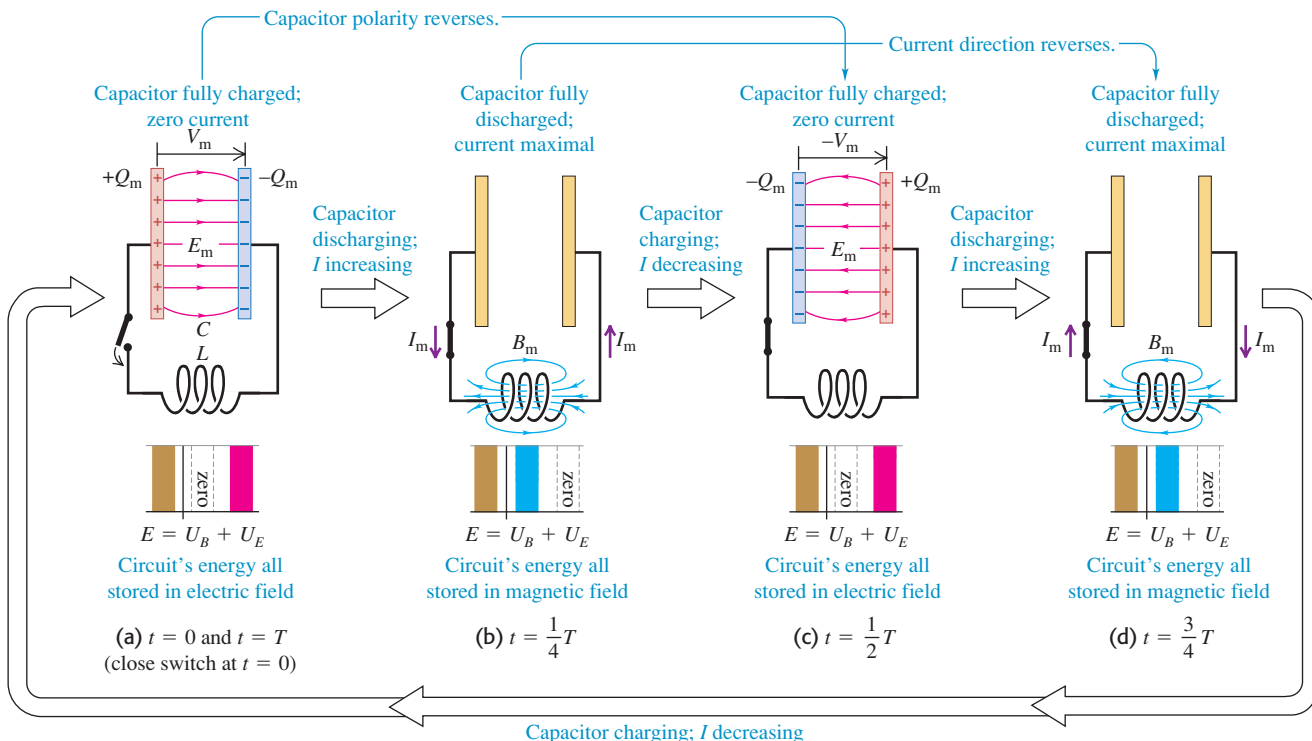 Capacitor polarity reverses.
Current direction reverses.
Capacitor fully charged;
zero current
V_m
+Q_m
–Q_m
E_m
C
L
Capacitor
discharging;
I increasing
Capacitor fully
discharged;
current maximal
I_m
I_m
B_m
Capacitor
charging;
I decreasing
Capacitor fully charged;
zero current
–V_m
–Q_m
+Q_m
E_m
Capacitor
discharging;
I increasing
Capacitor fully
discharged;
current maximal
I_m
I_m
B_m
zero
E = U_B + U_E
Circuit's energy all
stored in electric field
(a) t = 0 and t = T
(close switch at t = 0)
zero
E = U_B + U_E
Circuit's energy all
stored in magnetic field
(b) t = 1/4 T
zero
E = U_B + U_E
Circuit's energy all
stored in electric field
(c) t = 1/2 T
zero
E = U_B + U_E
Circuit's energy all
stored in magnetic field
(d) t = 3/4 T
Capacitor charging; I decreasing